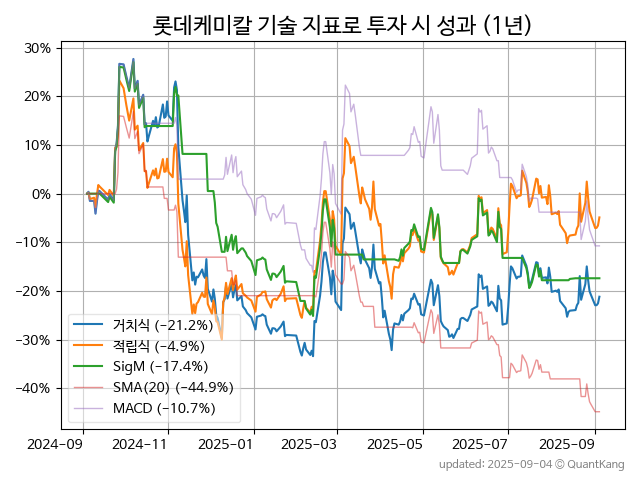 롯데케미칼 기술 지표로 투자 시 성과 (1년)
30%
20%
10%
0%
−10%
−20%
−30%
−40%
거치식 (−21.2%)
적립식 (−4.9%)
SigM (−17.4%)
SMA(20) (−44.9%)
MACD (−10.7%)
2024-09 2024-11 2025-01 2025-03 2025-05 2025-07 2025-09
updated: 2025-09-04 © QuantKang